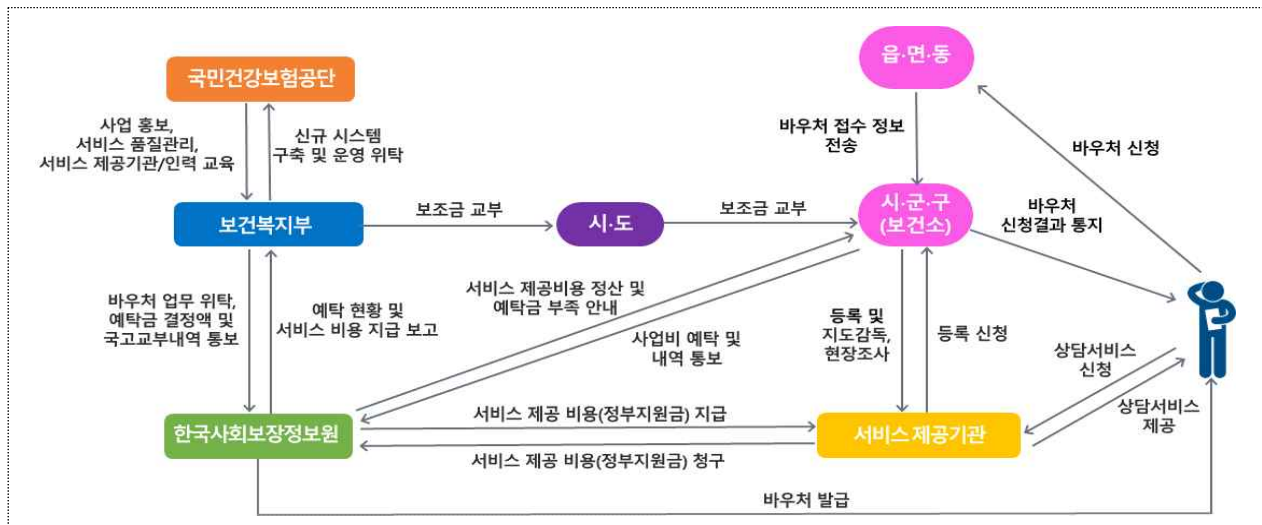 읍·면·동
국민건강보험공단
사업 홍보,
서비스 품질관리,
서비스 제공기관/인력 교육
신규 시스템
구축 및 운영 위탁
바우처 접수 정보
전송
바우처 신청
보건복지부
보조금 교부
시·도
보조금 교부
시·군·구
(보건소)
바우처
신청결과 통지
바우처 업무 위탁,
예탁금 결정액 및
국고교부내역 통보
예탁 현황 및
서비스 비용 지급 보고
서비스 제공비용 정산 및
예탁금 부족 안내
사업비 예탁 및
내역 통보
등록 및
지도감독,
현장조사
등록 신청
상담서비스
신청
상담서비스
제공
한국사회보장정보원
서비스 제공 비용(정부지원금) 지급
서비스 제공 비용(정부지원금) 청구
서비스 제공기관
바우처 발급